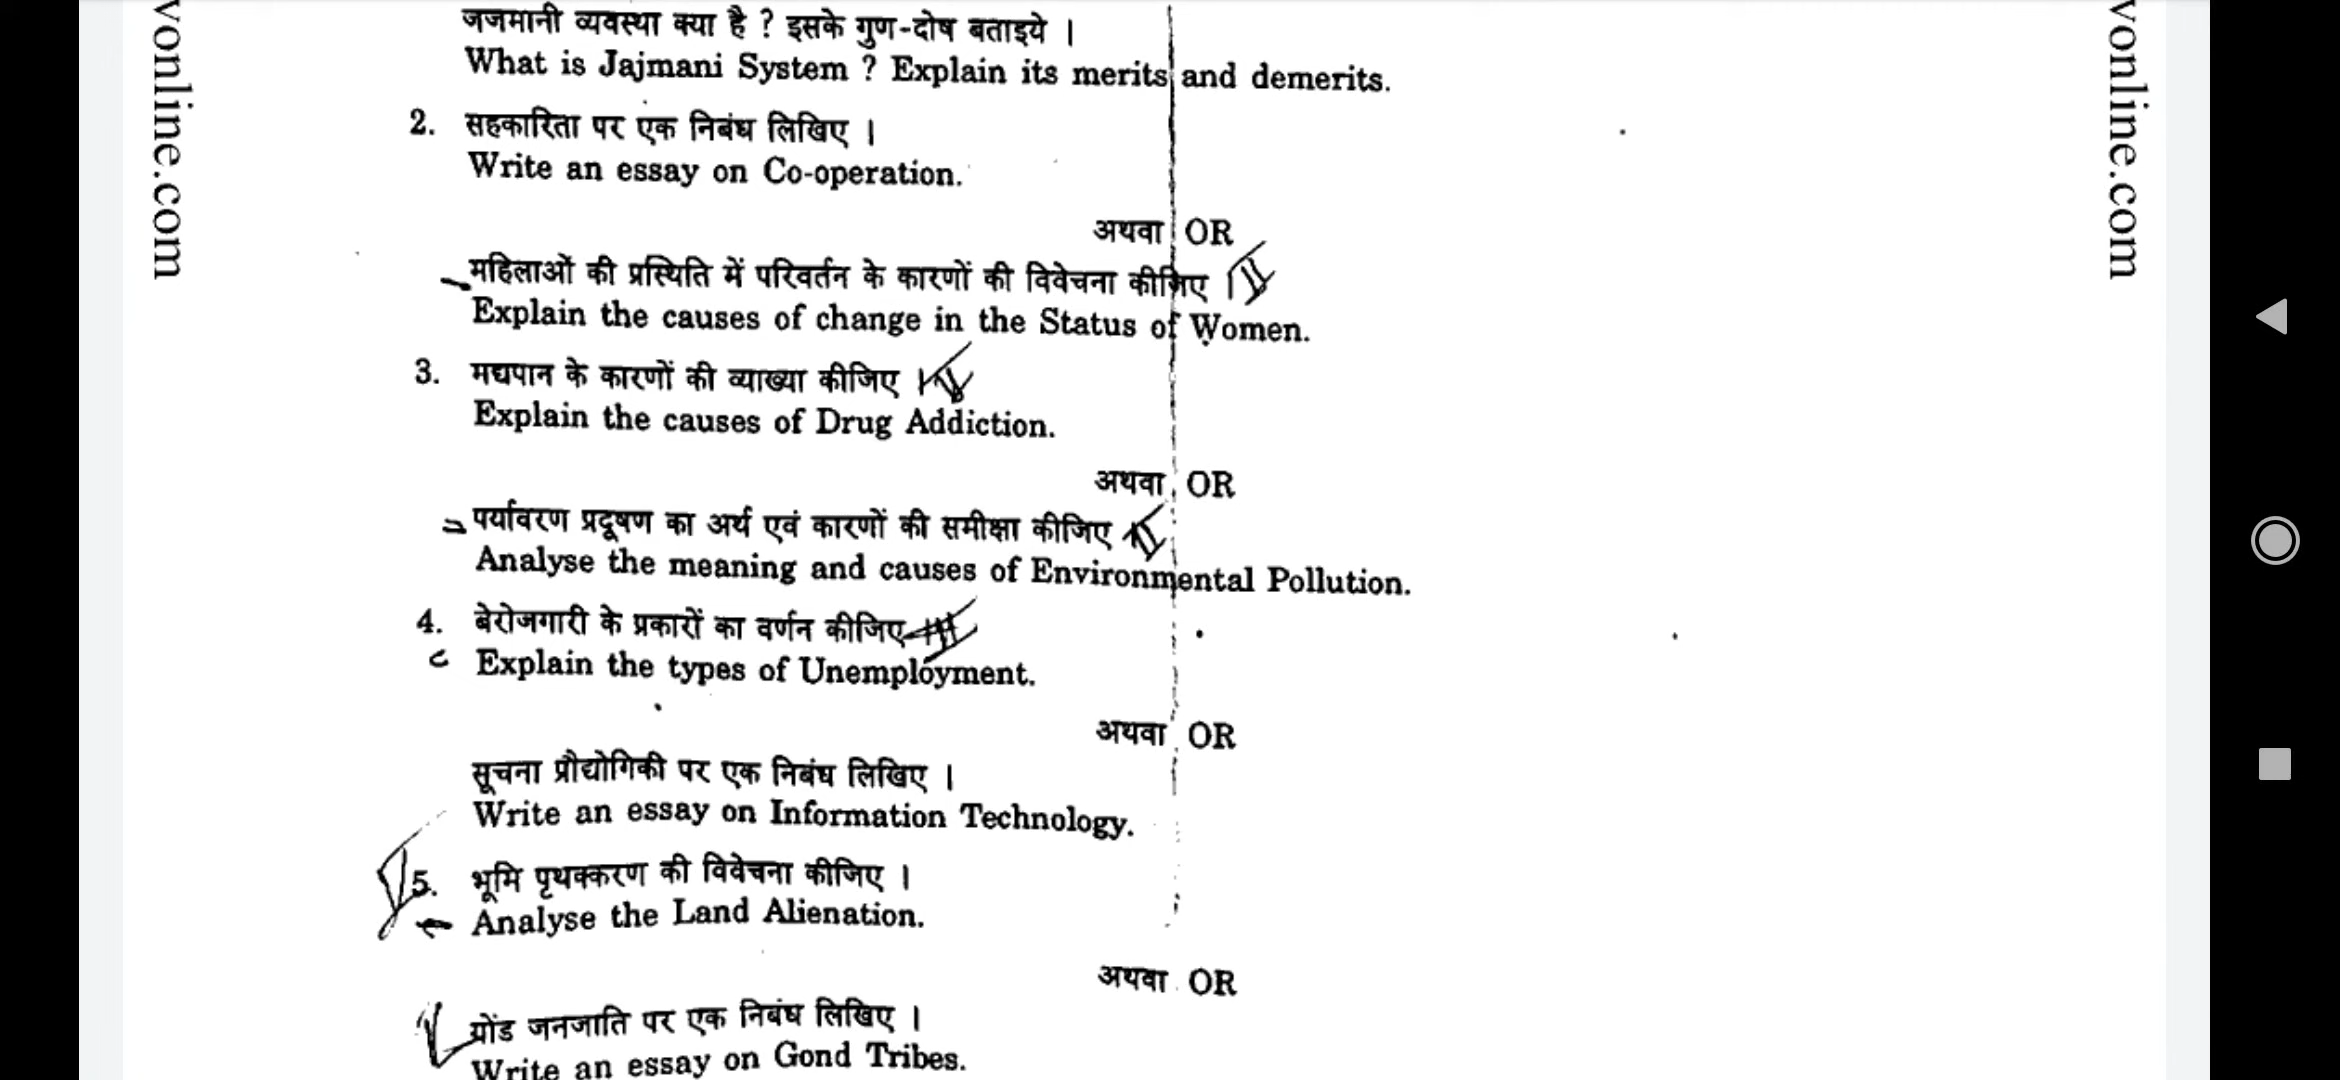 vonline.com
vonline.com
जजमानी व्यवस्था क्या है ? इसके गुण-दोष बताइये ।
What is Jajmani System ? Explain its merits and demerits.
2. सहकारिता पर एक निबंध लिखिए ।
Write an essay on Co-operation.
अथवा OR
महिलाओं की प्रस्थिति में परिवर्तन के कारणों की विवेचना कीजिए ।
Explain the causes of change in the Status of Women.
3. मद्यपान के कारणों की व्याख्या कीजिए ।
Explain the causes of Drug Addiction.
अथवा OR
पर्यावरण प्रदूषण का अर्थ एवं कारणों की समीक्षा कीजिए
Analyse the meaning and causes of Environmental Pollution.
4. बेरोजगारी के प्रकारों का वर्णन कीजिए
Explain the types of Unemployment.
अथवा OR
सूचना प्रौद्योगिकी पर एक निबंध लिखिए ।
Write an essay on Information Technology.
5. भूमि पृथक्करण की विवेचना कीजिए ।
Analyse the Land Alienation.
अथवा OR
गोंड जनजाति पर एक निबंध लिखिए ।
Write an essay on Gond Tribes.